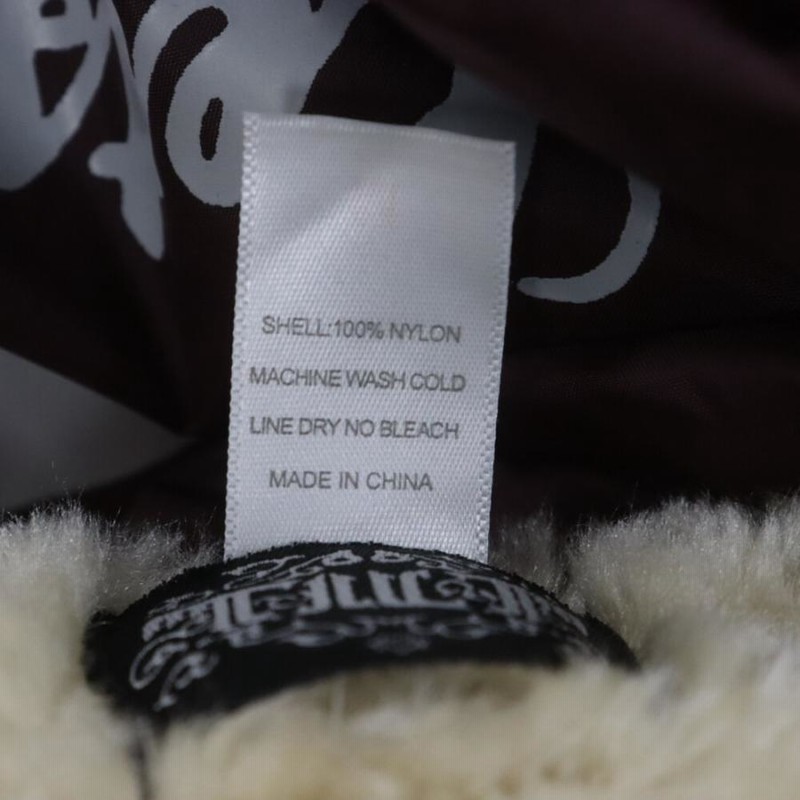 SHELL:100% NYLON
MACHINE WASH COLD
LINE DRY NO BLEACH
MADE IN CHINA